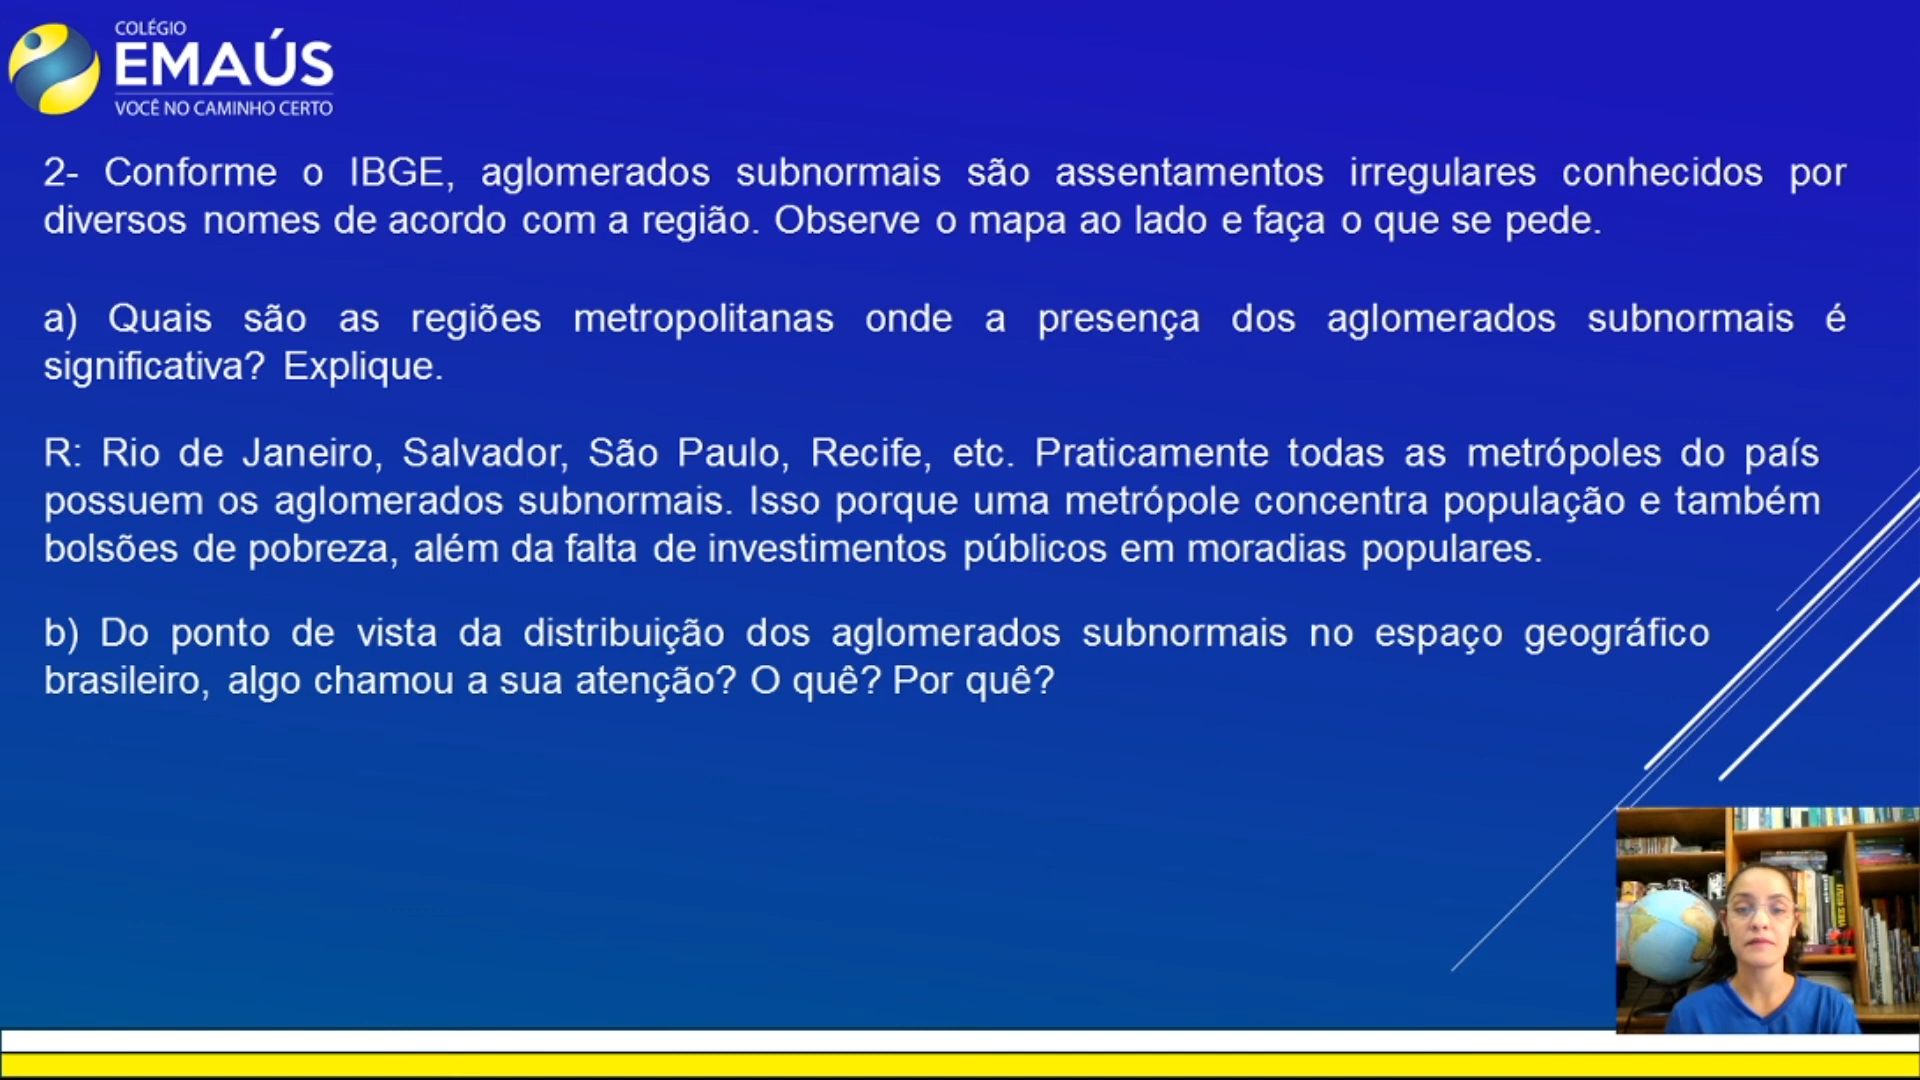 COLÉGIO
EMAÚS
VOCÊ NO CAMINHO CERTO
2- Conforme o IBGE, aglomerados subnormais são assentamentos irregulares conhecidos por
diversos nomes de acordo com a região. Observe o mapa ao lado e faça o que se pede.
a) Quais são as regiões metropolitanas onde a presença dos aglomerados subnormais é
significativa? Explique.
R: Rio de Janeiro, Salvador, São Paulo, Recife, etc. Praticamente todas as metrópoles do país
possuem os aglomerados subnormais. Isso porque uma metrópole concentra população e também
bolsões de pobreza, além da falta de investimentos públicos em moradias populares.
b) Do ponto de vista da distribuição dos aglomerados subnormais no espaço geográfico
brasileiro, algo chamou a sua atenção? O quê? Por quê?